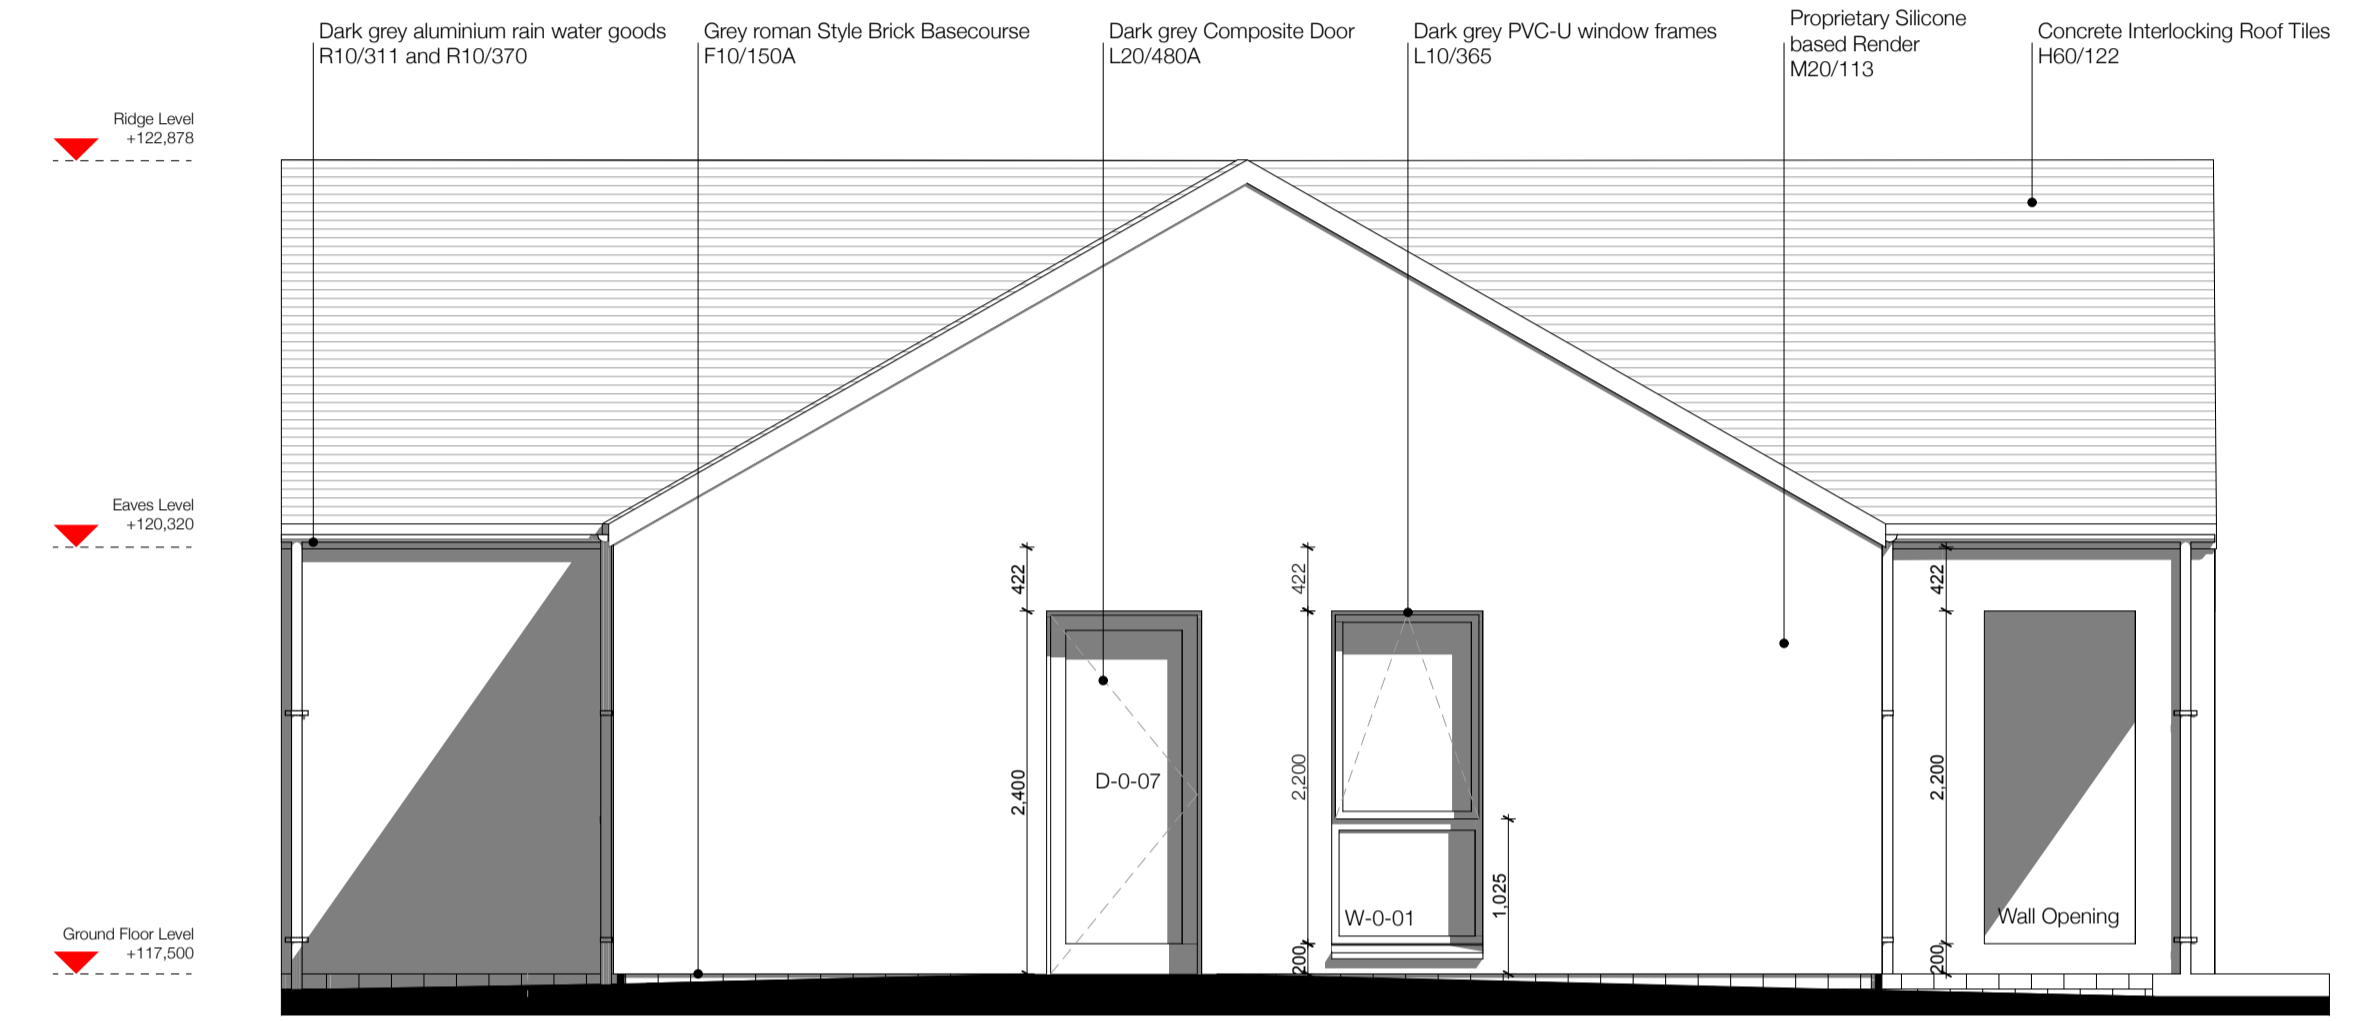 Dark grey aluminium rain water goods
R10/311 and R10/370
Grey roman Style Brick Basecourse
F10/150A
Dark grey Composite Door
L20/480A
Dark grey PVC-U window frames
L10/365
Proprietary Silicone
based Render
M20/113
Concrete Interlocking Roof Tiles
H60/122
Ridge Level
+122,878
Eaves Level
+120,320
Ground Floor Level
+117,500
422
2,400
D-0-07
422
2,200
200
W-0-01
1,025
422
2,200
200
Wall Opening